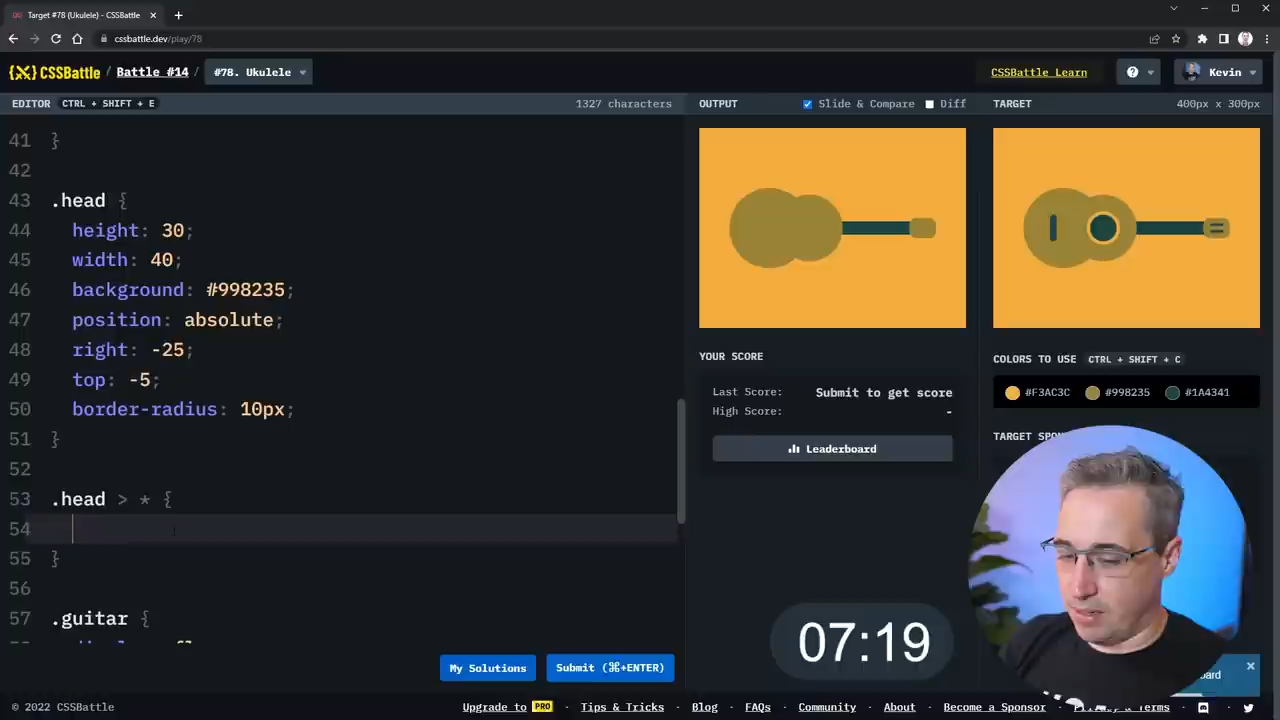 Target #78 (Ukulele) - CSSBattle
cssbattle.dev/play/78
{X} CSSBattle / Battle #14 / #78. Ukulele
CSSBattle Learn
Kevin
EDITOR CTRL + SHIFT + E
1327 characters
OUTPUT
Slide & Compare
Diff
TARGET
400px x 300px
41 }
42
43 .head {
44 height: 30;
45 width: 40;
46 background: #998235;
47 position: absolute;
48 right: -25;
49 top: -5;
50 border-radius: 10px;
51 }
52
53 .head > * {
54
55 }
56
57 .guitar {
YOUR SCORE
Last Score: Submit to get score
High Score: -
Leaderboard
COLORS TO USE CTRL + SHIFT + C
#F3AC3C #998235 #1A4341
07:19
My Solutions
Submit (⌘+ENTER)
© 2022 CSSBattle
Upgrade to PRO
Tips & Tricks
Blog
FAQs
Community
About
Become a Sponsor